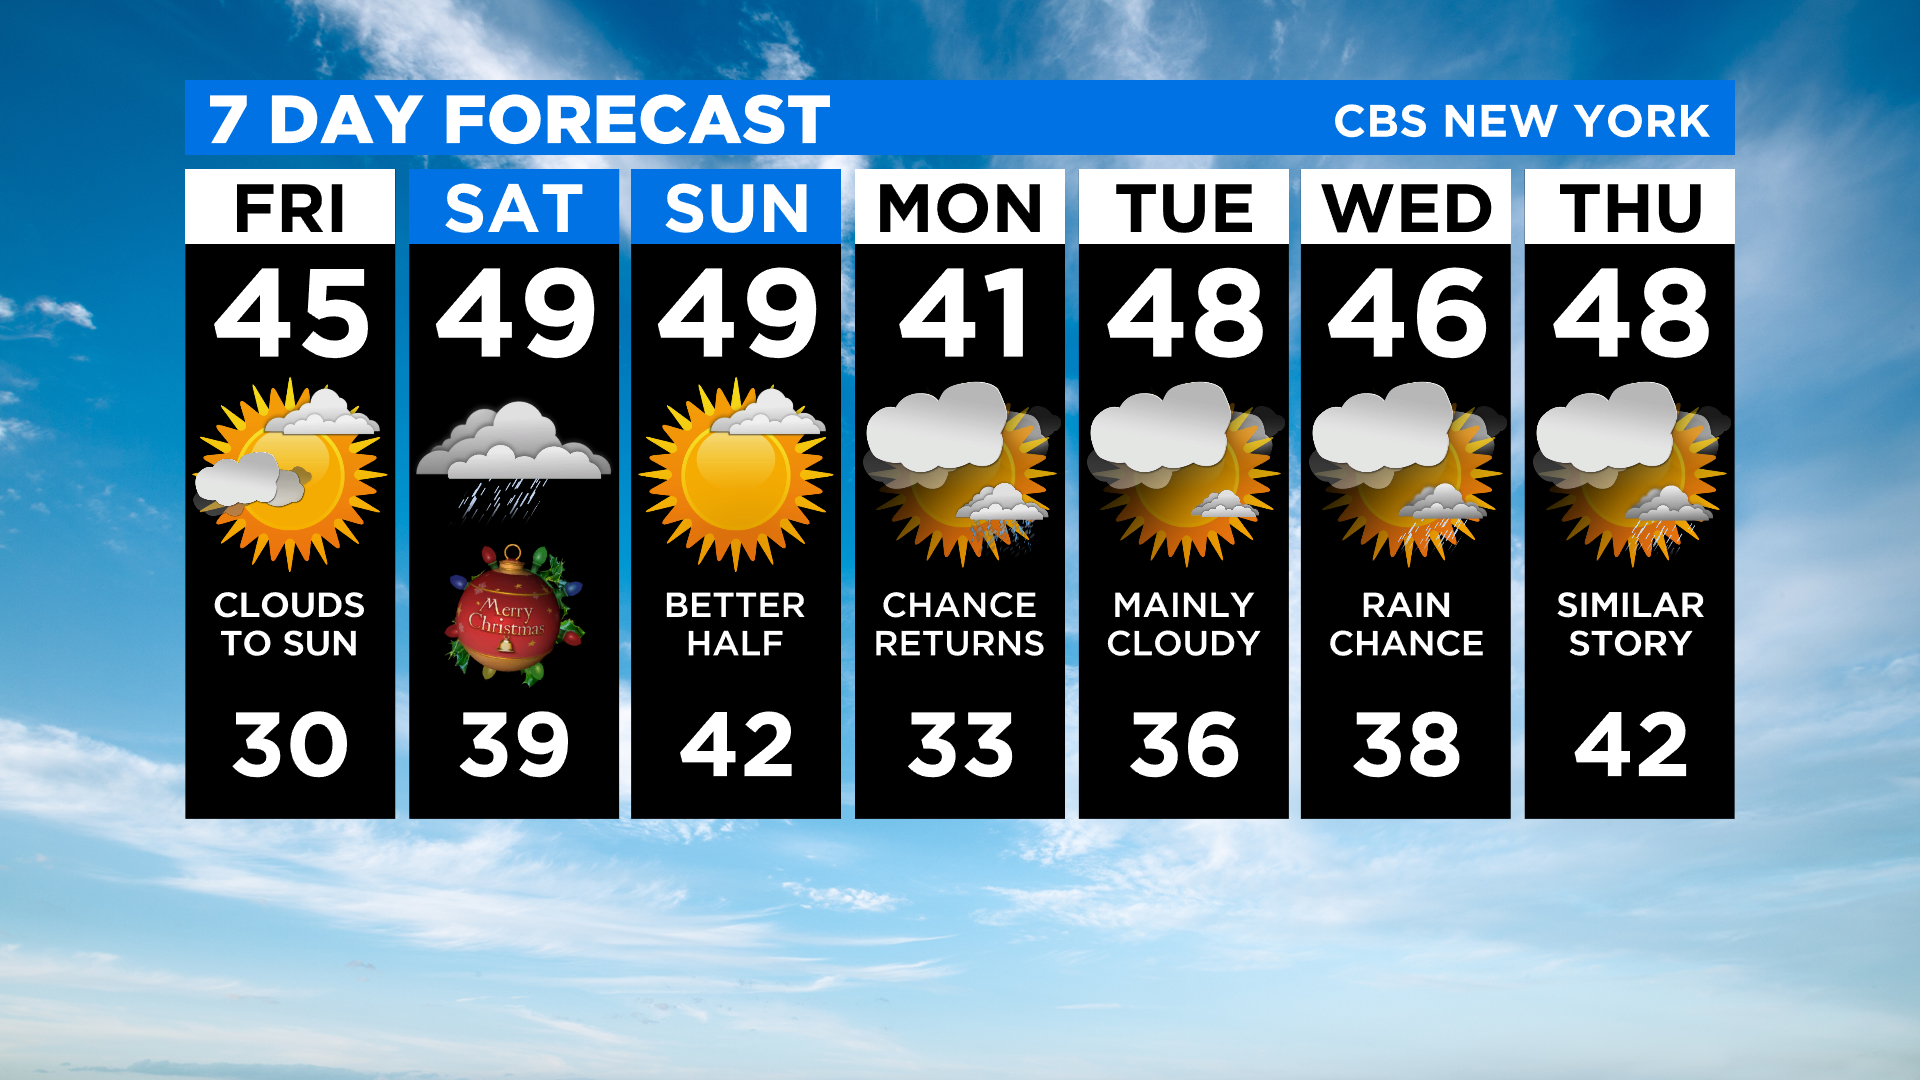 7 DAY FORECAST
CBS NEW YORK
FRI
45
CLOUDS
TO SUN
30
SAT
49
Merry
Christmas
39
SUN
49
BETTER
HALF
42
MON
41
CHANCE
RETURNS
33
TUE
48
MAINLY
CLOUDY
36
WED
46
RAIN
CHANCE
38
THU
48
SIMILAR
STORY
42